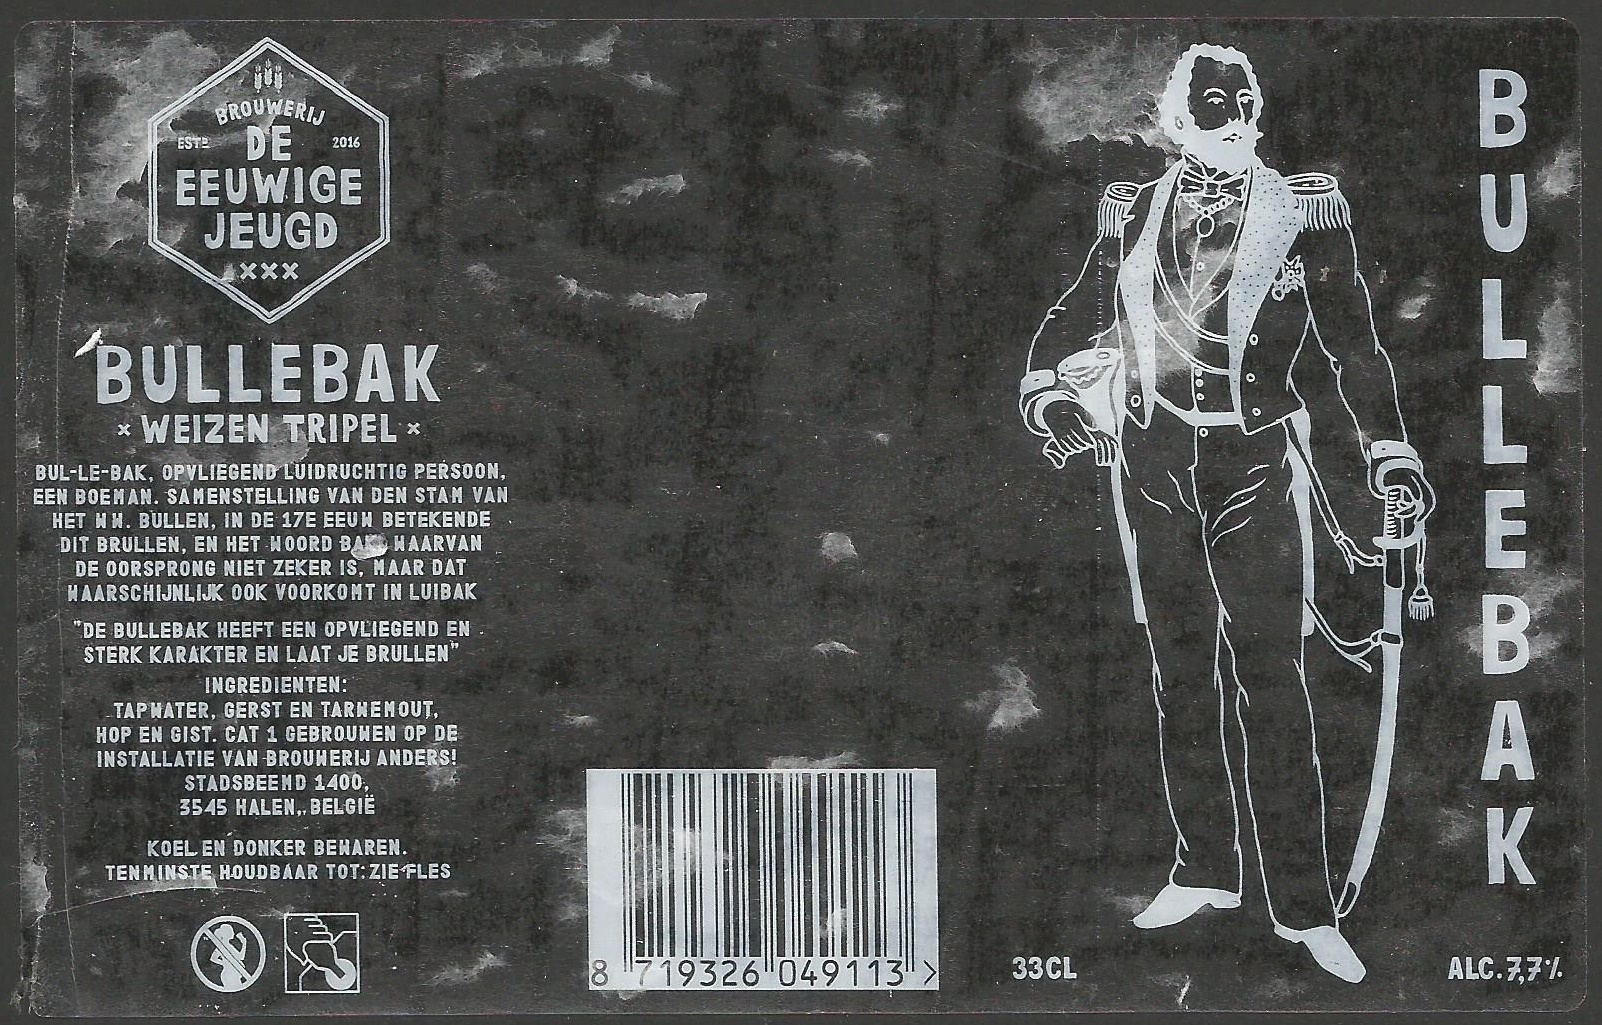 BROUWERIJ
ESTD 2016
DE
EEUWIGE
JEUGD
XXX
BULLEBAK
× WEIZEN TRIPEL ×
BUL-LE-BAK, OPVLIEGEND LUIDRUCHTIG PERSOON,
EEN BOEMAN. SAMENSTELLING VAN DEN STAM VAN
HET WW. BULLEN, IN DE 17E EEUW BETEKENDE
DIT BRULLEN, EN HET WOORD BAK WAARVAN
DE OORSPRONG NIET ZEKER IS, MAAR DAT
WAARSCHIJNLIJK OOK VOORKOMT IN LUIBAK
"DE BULLEBAK HEEFT EEN OPVLIEGEND EN
STERK KARAKTER EN LAAT JE BRULLEN"
INGREDIENTEN:
TAPWATER, GERST EN TARWEMOUT,
HOP EN GIST. CAT 1 GEBROUWEN OP DE
INSTALLATIE VAN BROUWERIJ ANDERS!
STADSBEEMD 1400,
3545 HALEN, BELGIË
KOEL EN DONKER BEWAREN.
TENMINSTE HOUDBAAR TOT: ZIE FLES
8 719326 049113 >
33CL
BULLEBAK
ALC. 7,7%